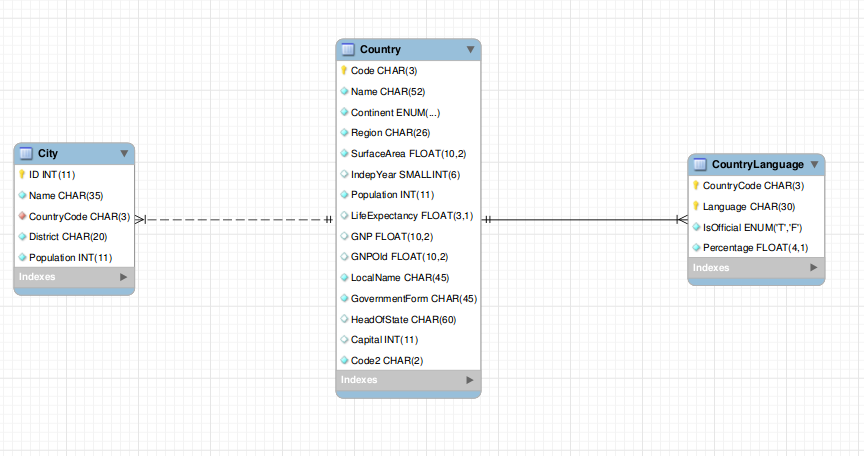 City
ID INT(11)
Name CHAR(35)
CountryCode CHAR(3)
District CHAR(20)
Population INT(11)
Indexes
Country
Code CHAR(3)
Name CHAR(52)
Continent ENUM(...)
Region CHAR(26)
SurfaceArea FLOAT(10,2)
IndepYear SMALLINT(6)
Population INT(11)
LifeExpectancy FLOAT(3,1)
GNP FLOAT(10,2)
GNPOld FLOAT(10,2)
LocalName CHAR(45)
GovernmentForm CHAR(45)
HeadOfState CHAR(60)
Capital INT(11)
Code2 CHAR(2)
Indexes
CountryLanguage
CountryCode CHAR(3)
Language CHAR(30)
IsOfficial ENUM('T','F')
Percentage FLOAT(4,1)
Indexes